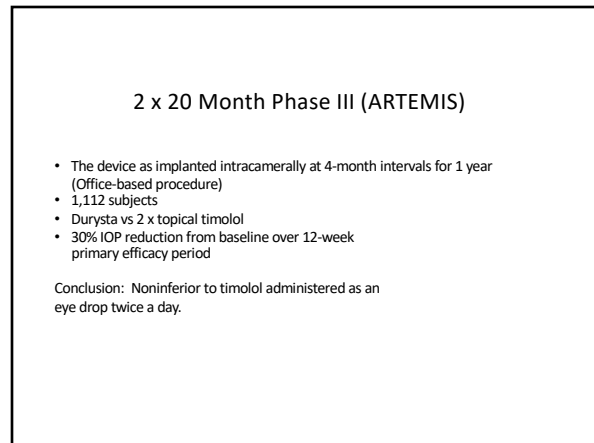 2 x 20 Month Phase III (ARTEMIS)
• The device as implanted intracamerally at 4-month intervals for 1 year
(Office-based procedure)
• 1,112 subjects
• Durysta vs 2 x topical timolol
• 30% IOP reduction from baseline over 12-week
primary efficacy period
Conclusion: Noninferior to timolol administered as an
eye drop twice a day.